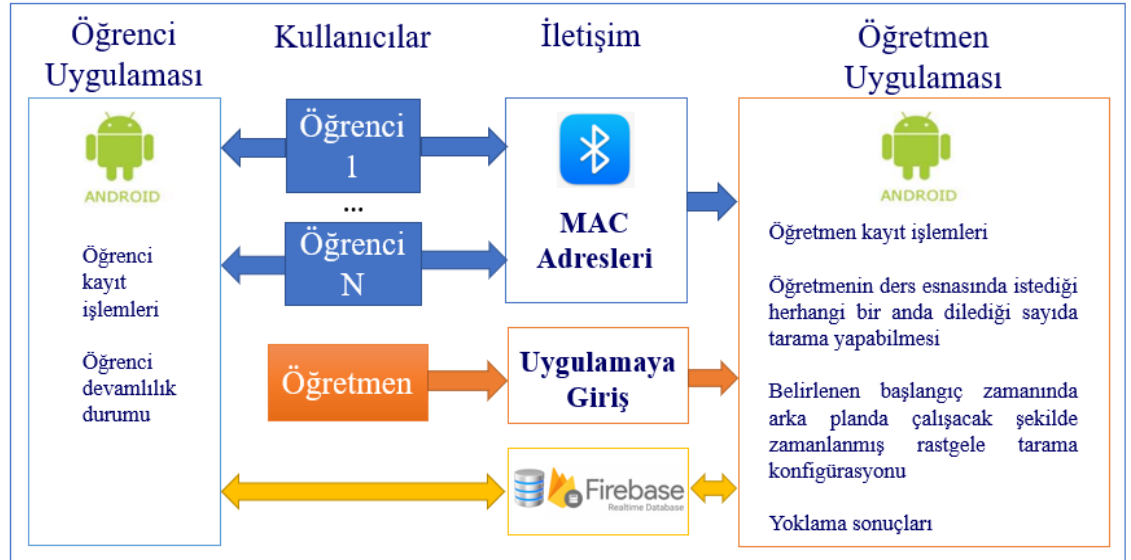 Öğrenci
Uygulaması
Kullanıcılar
İletişim
Öğretmen
Uygulaması
ANDROID
Öğrenci
kayıt
işlemleri
Öğrenci
devamlılık
durumu
Öğrenci
1
...
Öğrenci
N
Öğretmen
MAC
Adresleri
Uygulamaya
Giriş
Firebase
Realtime Database
ANDROID
Öğretmen kayıt işlemleri
Öğretmenin ders esnasında istediği
herhangi bir anda dilediği sayıda
tarama yapabilmesi
Belirlenen başlangıç zamanında
arka planda çalışacak şekilde
zamanlanmış rastgele tarama
konfigürasyonu
Yoklama sonuçları